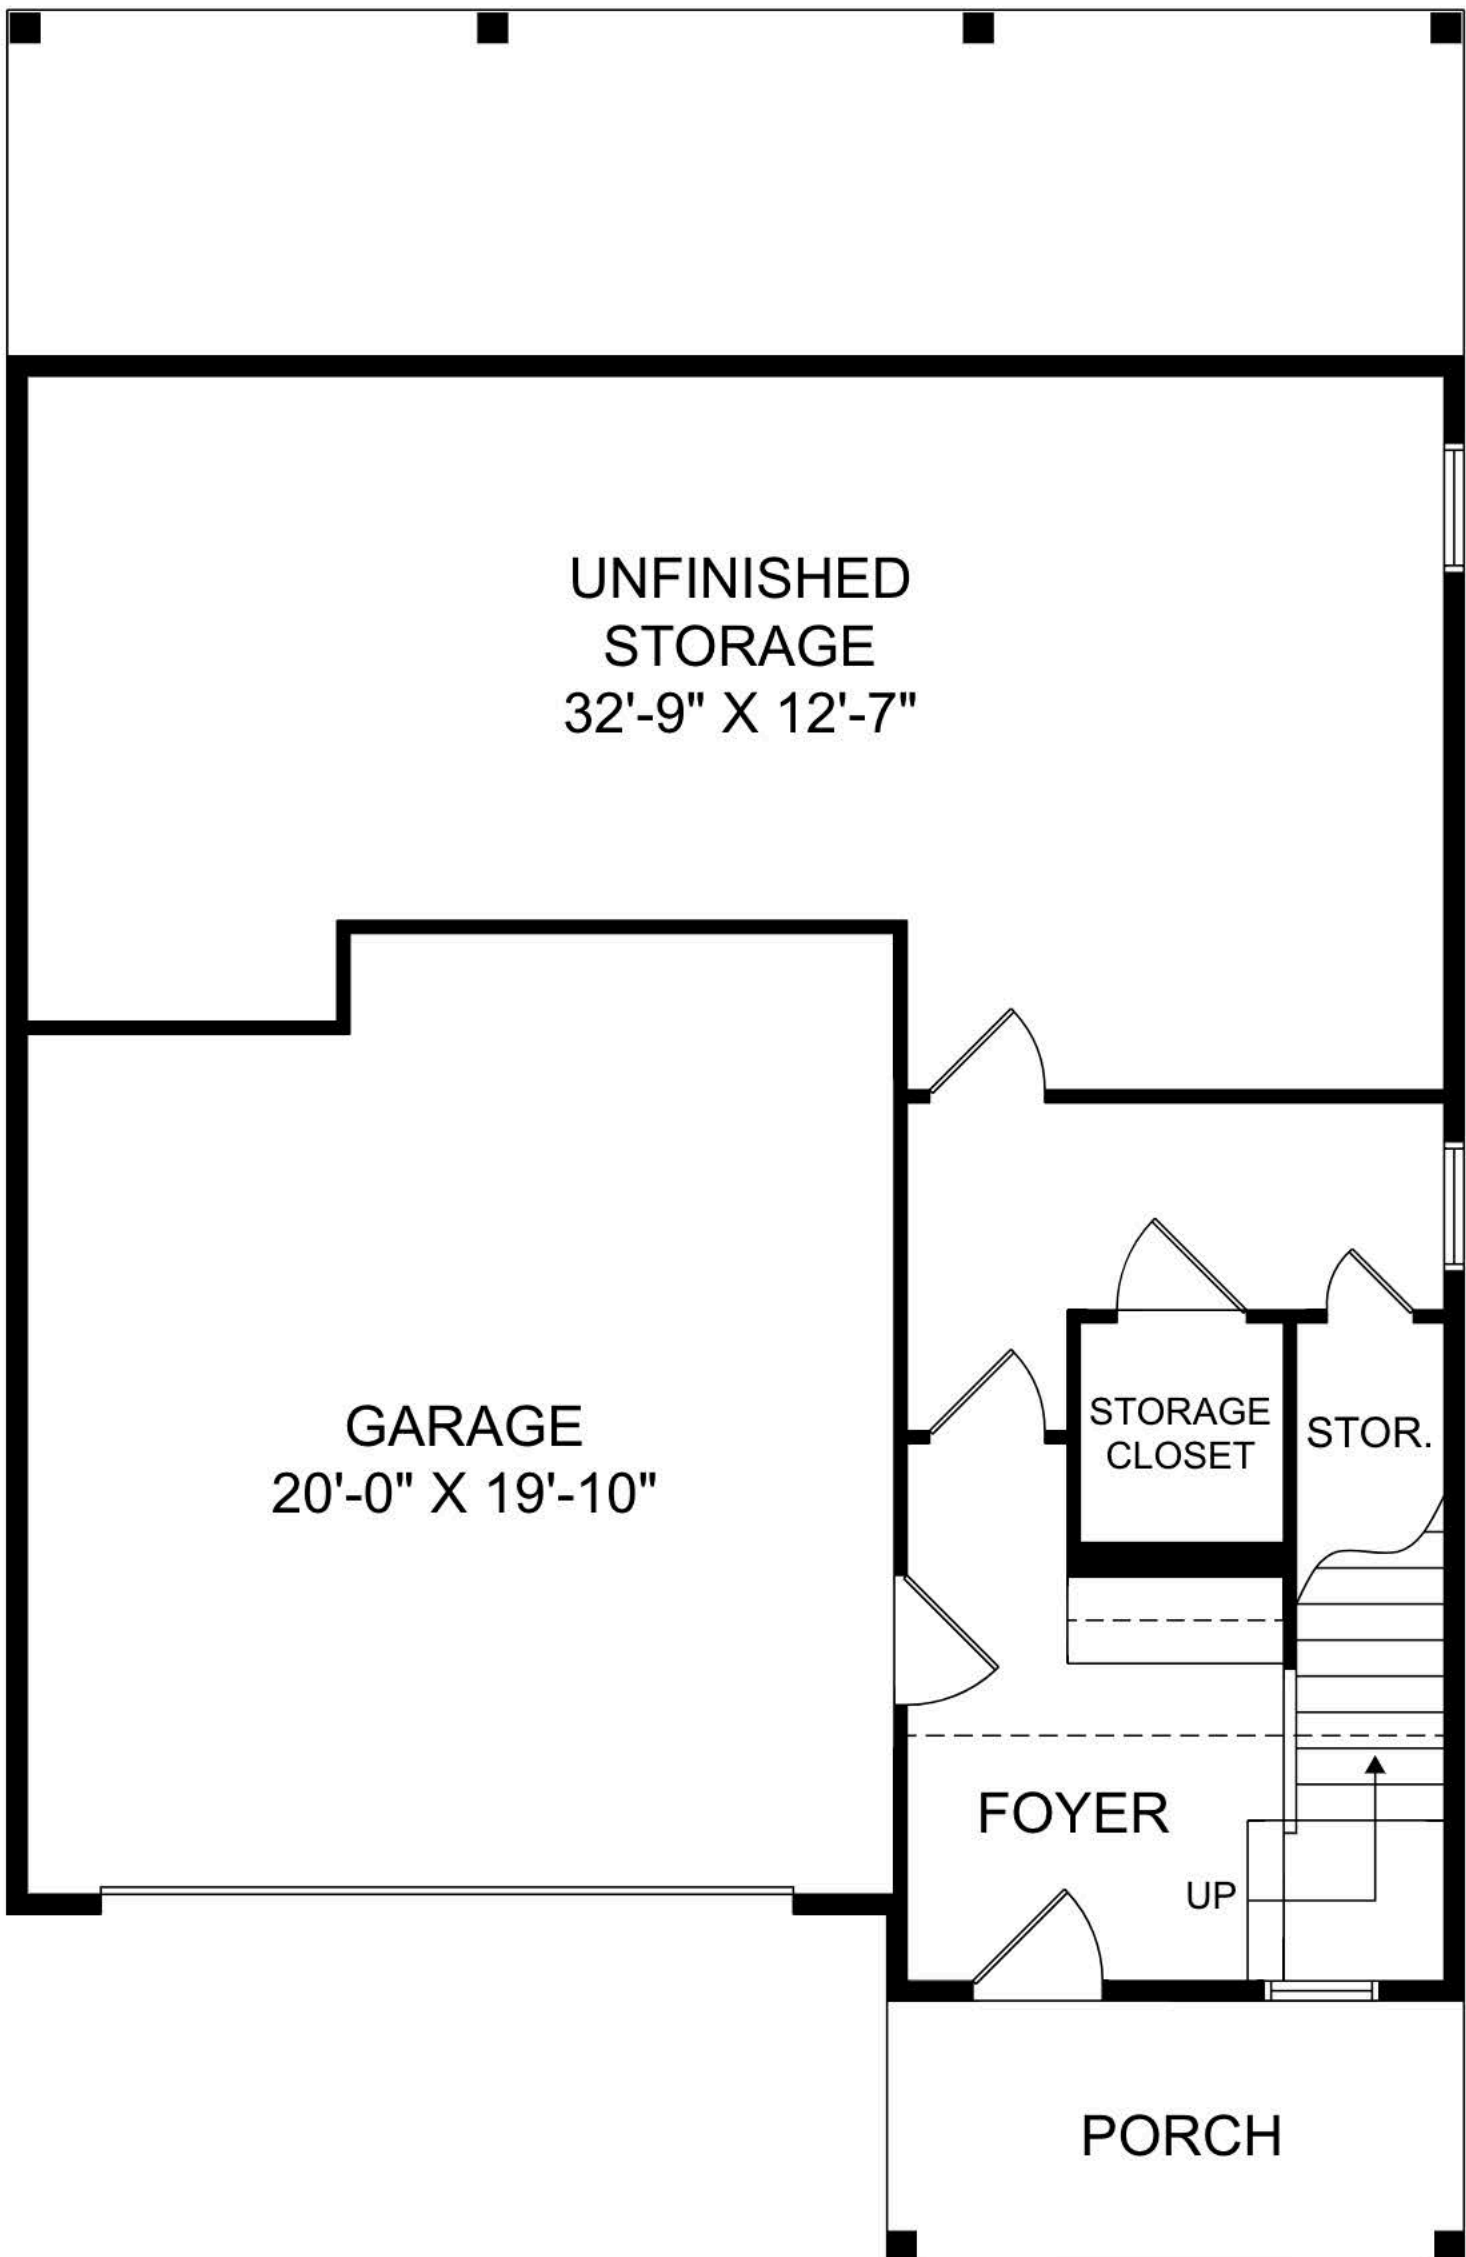 UNFINISHED
STORAGE
32'-9" X 12'-7"
GARAGE
20'-0" X 19'-10"
STORAGE
CLOSET
STOR.
FOYER
UP
PORCH